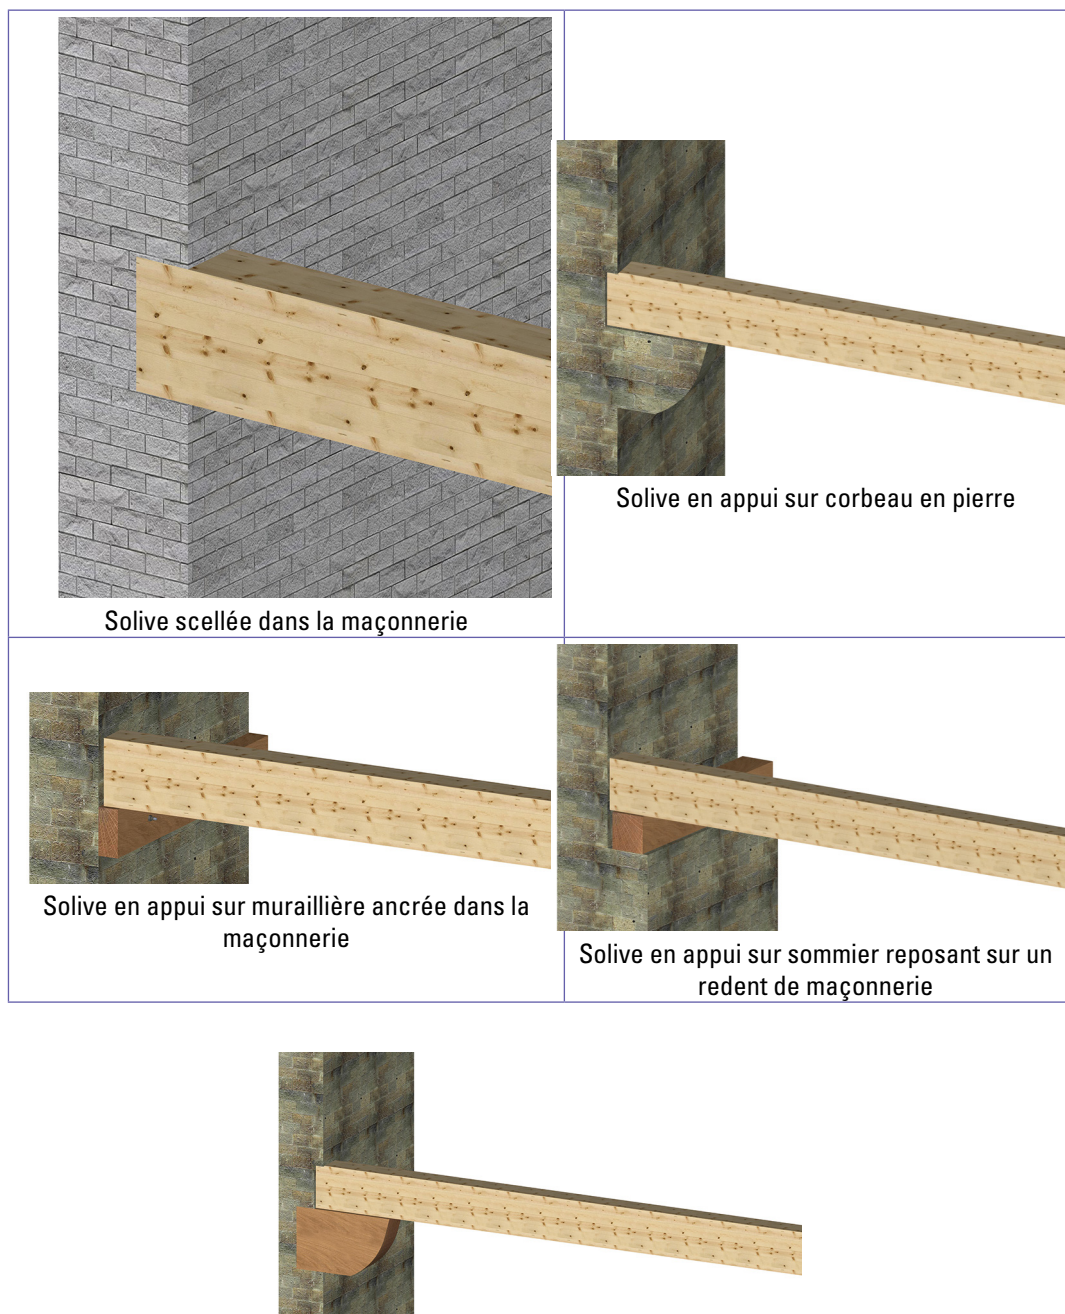 Solive scellée dans la maçonnerie
Solive en appui sur corbeau en pierre
Solive en appui sur muraillière ancrée dans la
maçonnerie
Solive en appui sur sommier reposant sur un
redent de maçonnerie